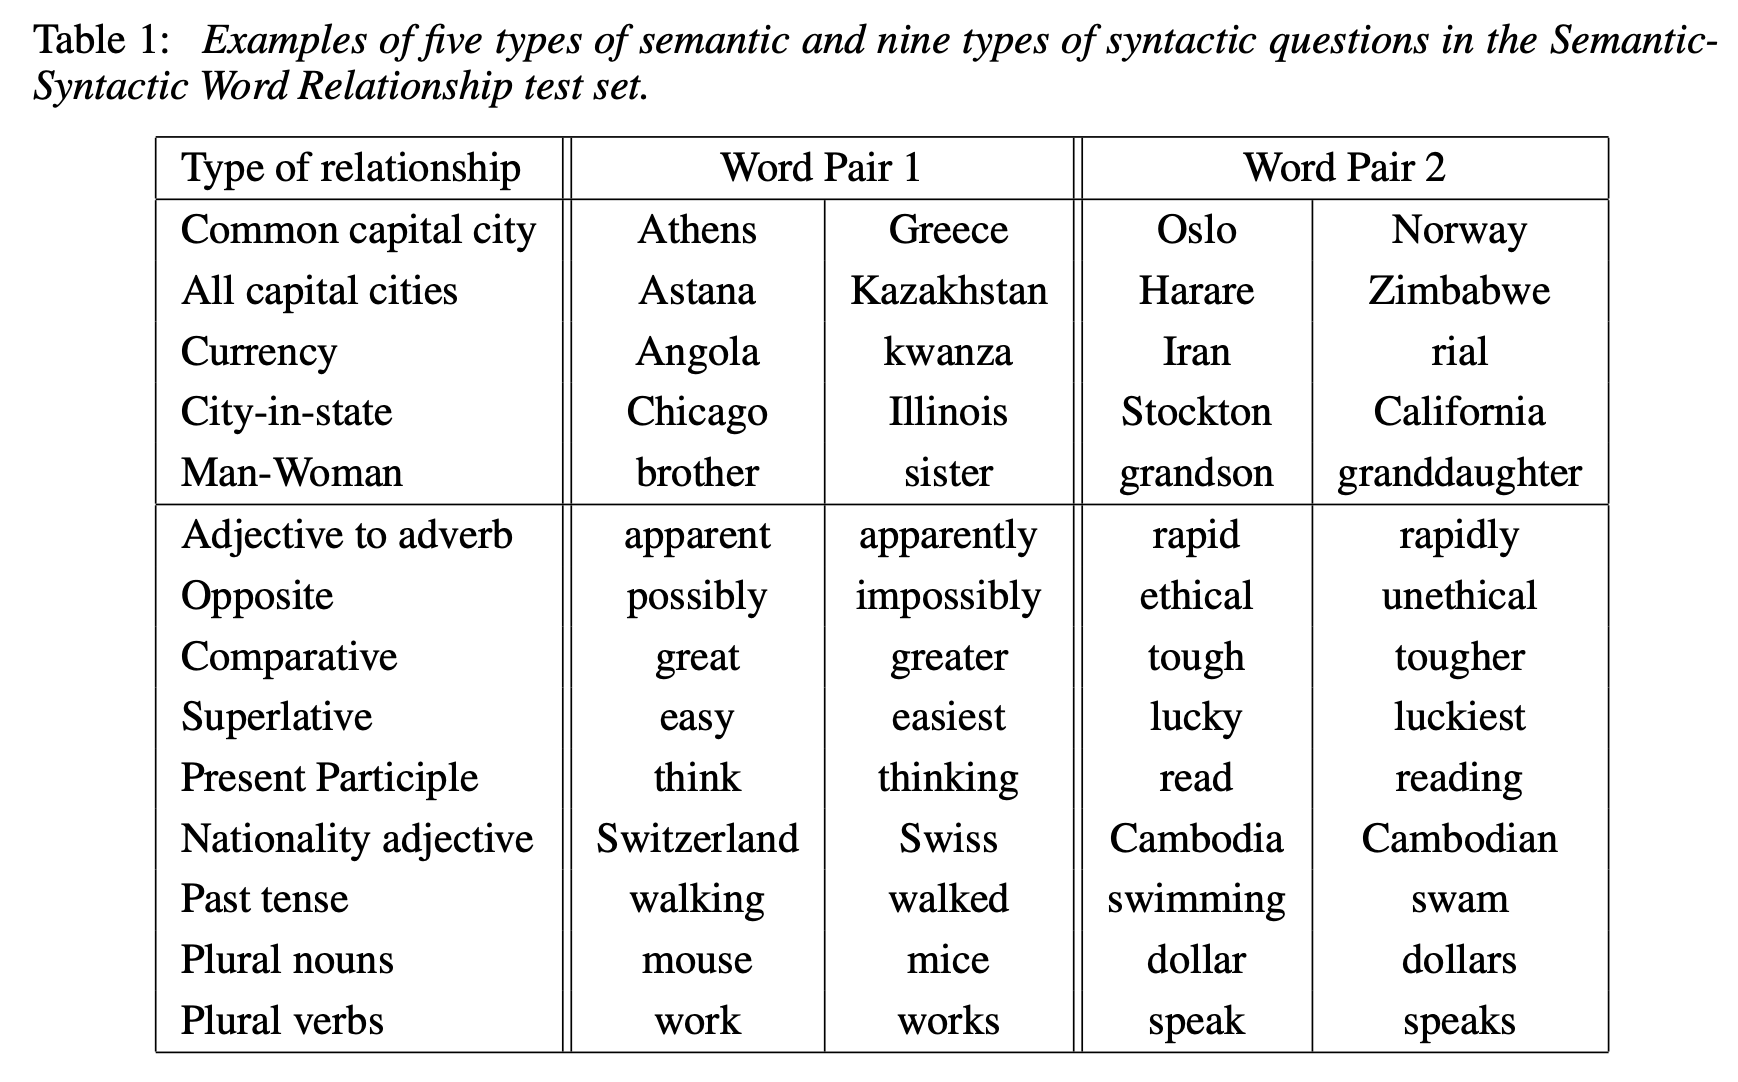 Table 1: Examples of five types of semantic and nine types of syntactic questions in the Semantic-
Syntactic Word Relationship test set.
Type of relationship Word Pair 1 Word Pair 2
Common capital city Athens Greece Oslo Norway
All capital cities Astana Kazakhstan Harare Zimbabwe
Currency Angola kwanza Iran rial
City-in-state Chicago Illinois Stockton California
Man-Woman brother sister grandson granddaughter
Adjective to adverb apparent apparently rapid rapidly
Opposite possibly impossibly ethical unethical
Comparative great greater tough tougher
Superlative easy easiest lucky luckiest
Present Participle think thinking read reading
Nationality adjective Switzerland Swiss Cambodia Cambodian
Past tense walking walked swimming swam
Plural nouns mouse mice dollar dollars
Plural verbs work works speak speaks